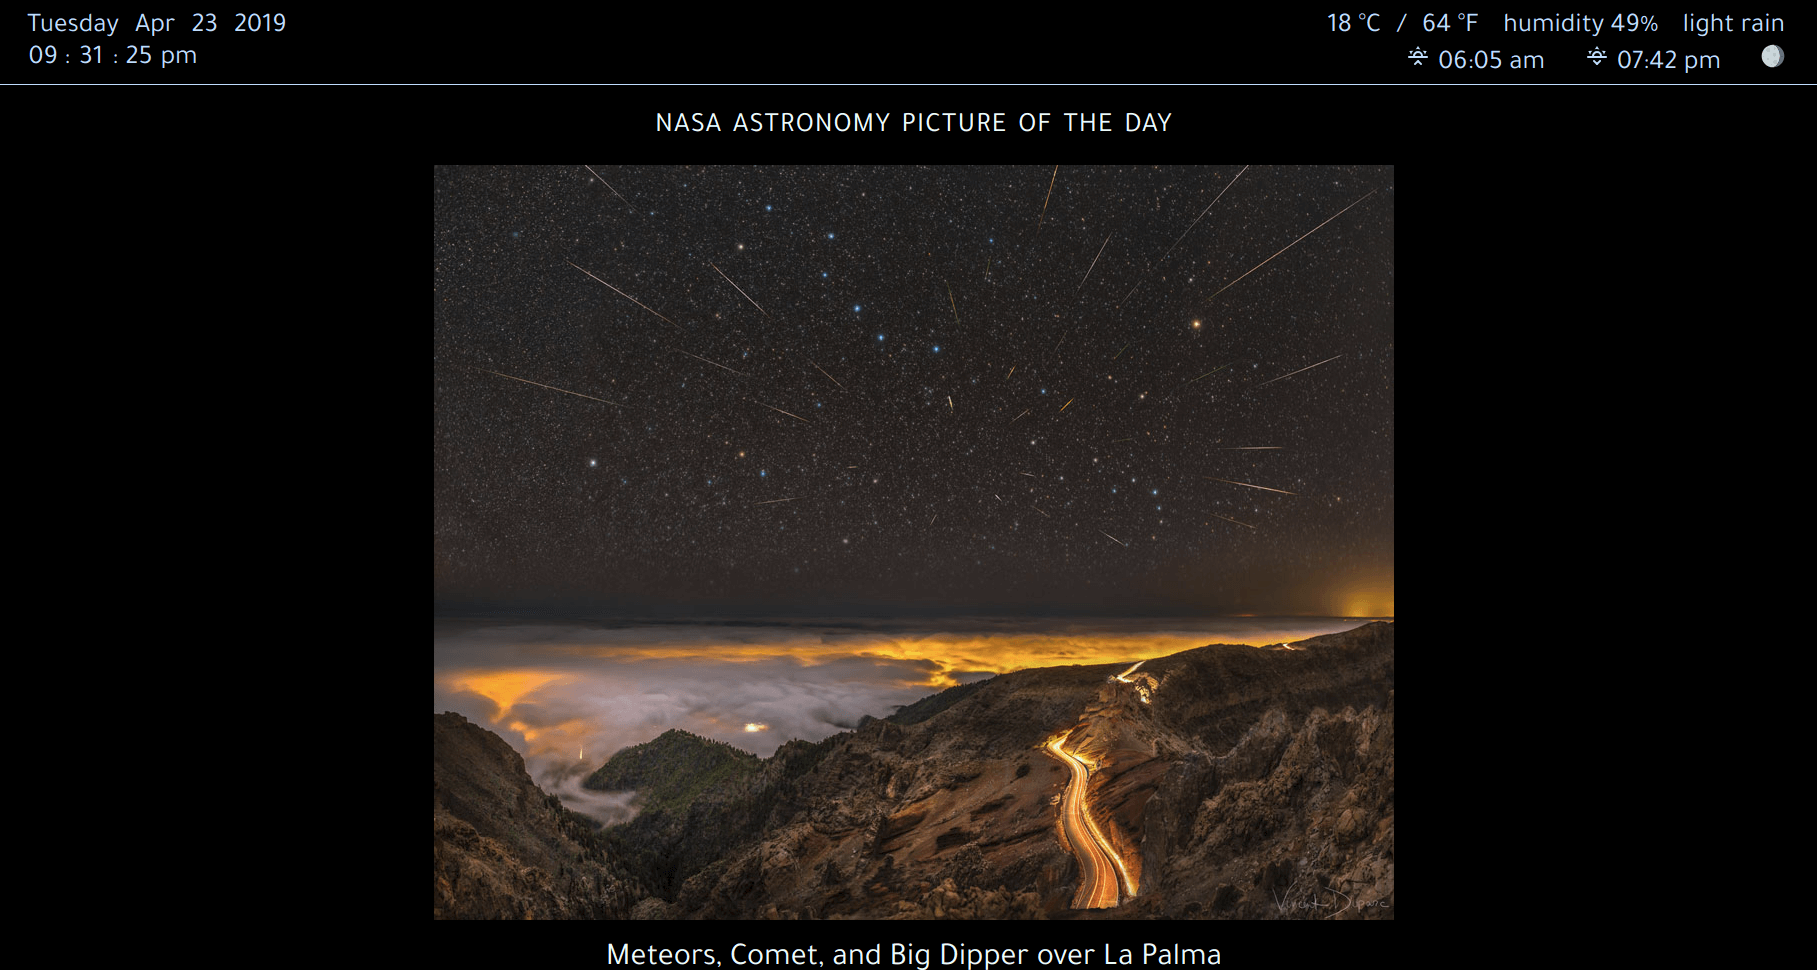 Tuesday Apr 23 2019
09 : 31 : 25 pm
18 °C / 64 °F humidity 49% light rain
06:05 am 07:42 pm
NASA ASTRONOMY PICTURE OF THE DAY
Meteors, Comet, and Big Dipper over La Palma